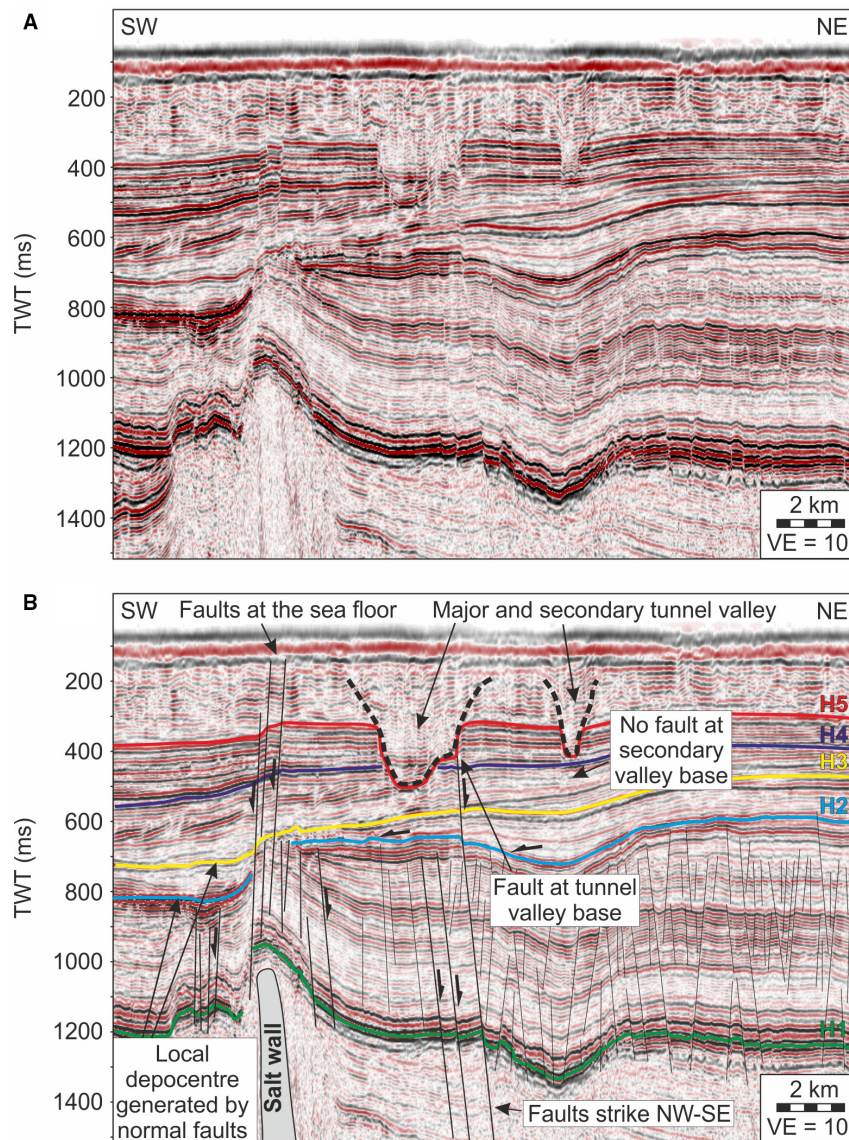 A
SW
NE
200
400
600
800
1000
1200
1400
TWT (ms)
2 km
VE = 10
B
SW
Faults at the sea floor
Major and secondary tunnel valley
NE
200
400
600
800
1000
1200
1400
TWT (ms)
H5
H4
H3
H2
H1
No fault at
secondary
valley base
Fault at tunnel
valley base
Local
depocentre
generated by
normal faults
Salt wall
Faults strike NW-SE
2 km
VE = 10